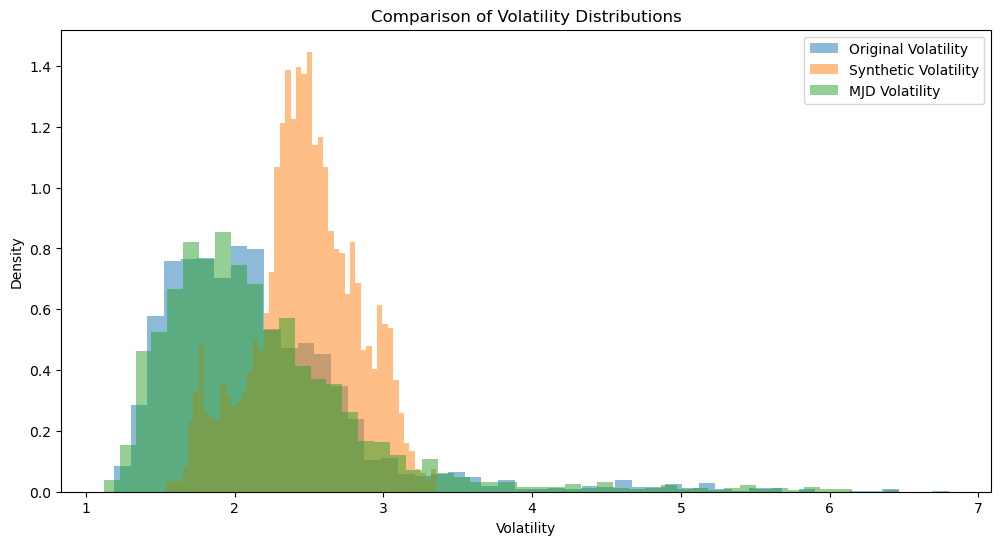 Comparison of Volatility Distributions
Original Volatility
Synthetic Volatility
MJD Volatility
Density
1.4
1.2
1.0
0.8
0.6
0.4
0.2
0.0
1 2 3 4 5 6 7
Volatility